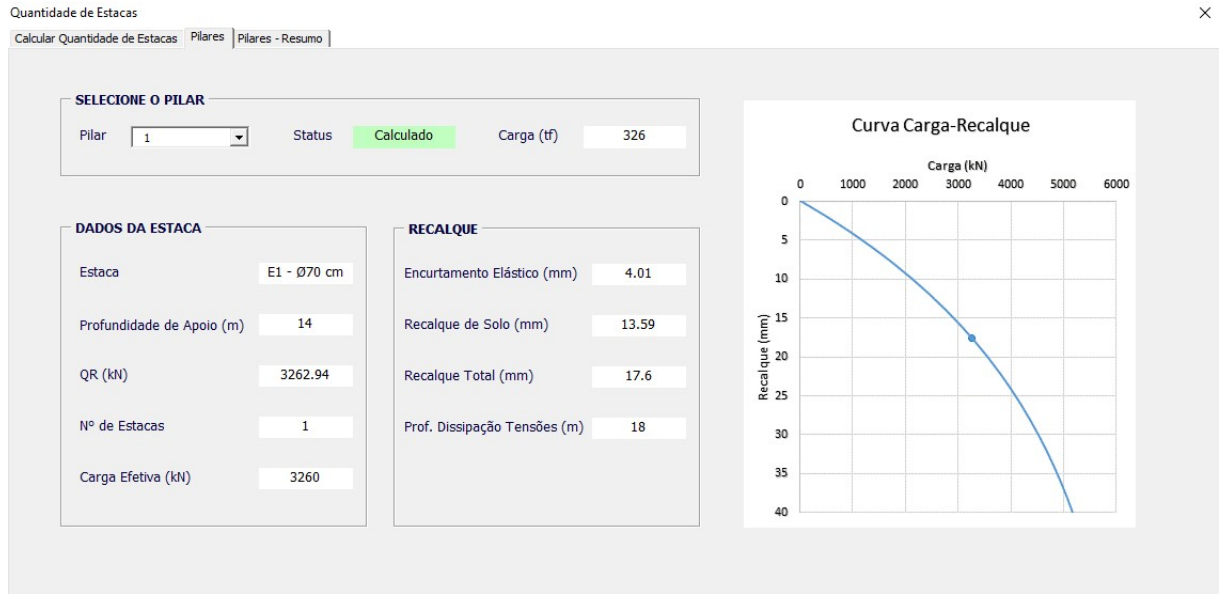 Quantidade de Estacas
Calcular Quantidade de Estacas Pilares Pilares - Resumo
SELECIONE O PILAR
Pilar 1 Status Calculado Carga (tf) 326
DADOS DA ESTACA
Estaca E1 - Ø70 cm
Profundidade de Apoio (m) 14
QR (kN) 3262.94
Nº de Estacas 1
Carga Efetiva (kN) 3260
RECALQUE
Encurtamento Elástico (mm) 4.01
Recalque de Solo (mm) 13.59
Recalque Total (mm) 17.6
Prof. Dissipação Tensões (m) 18
Curva Carga-Recalque
Carga (kN)
0 1000 2000 3000 4000 5000 6000
Recalque (mm)
0
5
10
15
20
25
30
35
40